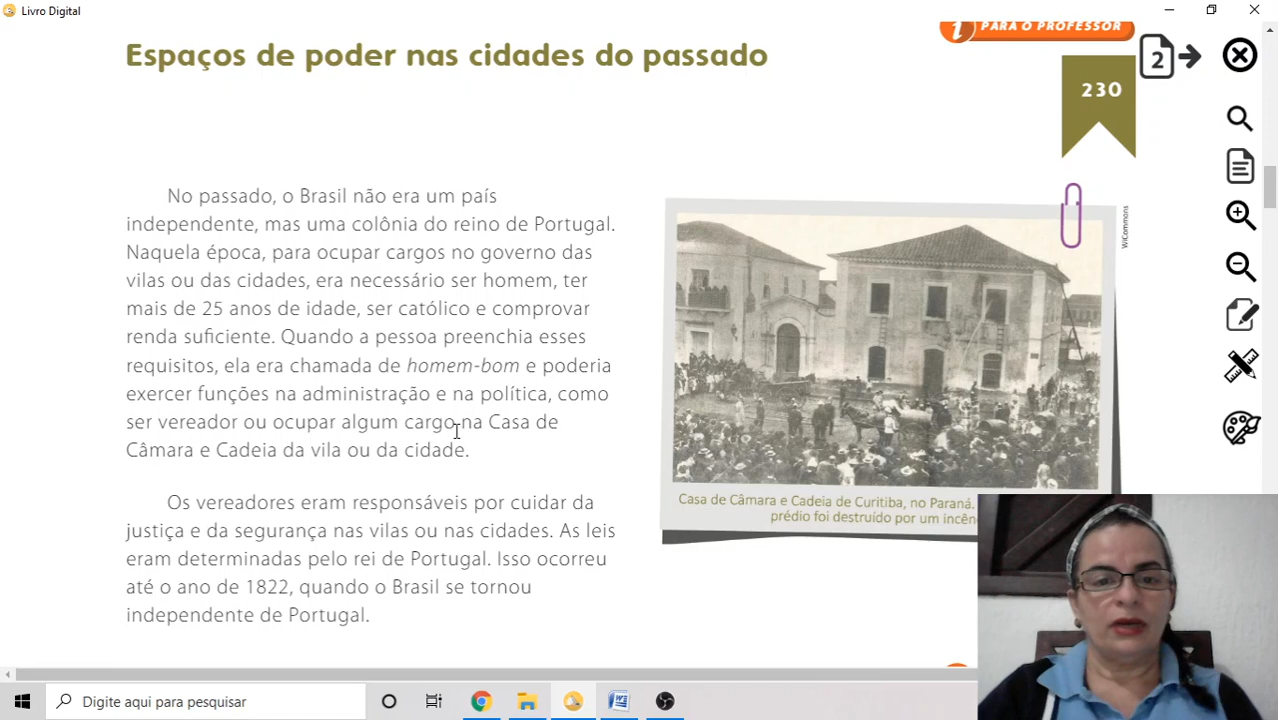 Livro Digital
PARA O PROFESSOR
Espaços de poder nas cidades do passado
2
230
No passado, o Brasil não era um país
independente, mas uma colônia do reino de Portugal.
Naquela época, para ocupar cargos no governo das
vilas ou das cidades, era necessário ser homem, ter
mais de 25 anos de idade, ser católico e comprovar
renda suficiente. Quando a pessoa preenchia esses
requisitos, ela era chamada de homem-bom e poderia
exercer funções na administração e na política, como
ser vereador ou ocupar algum cargo na Casa de
Câmara e Cadeia da vila ou da cidade.
Os vereadores eram responsáveis por cuidar da
justiça e da segurança nas vilas ou nas cidades. As leis
eram determinadas pelo rei de Portugal. Isso ocorreu
até o ano de 1822, quando o Brasil se tornou
independente de Portugal.
WiCommons
Casa de Câmara e Cadeia de Curitiba, no Paraná.
prédio foi destruído por um
Digite aqui para pesquisar